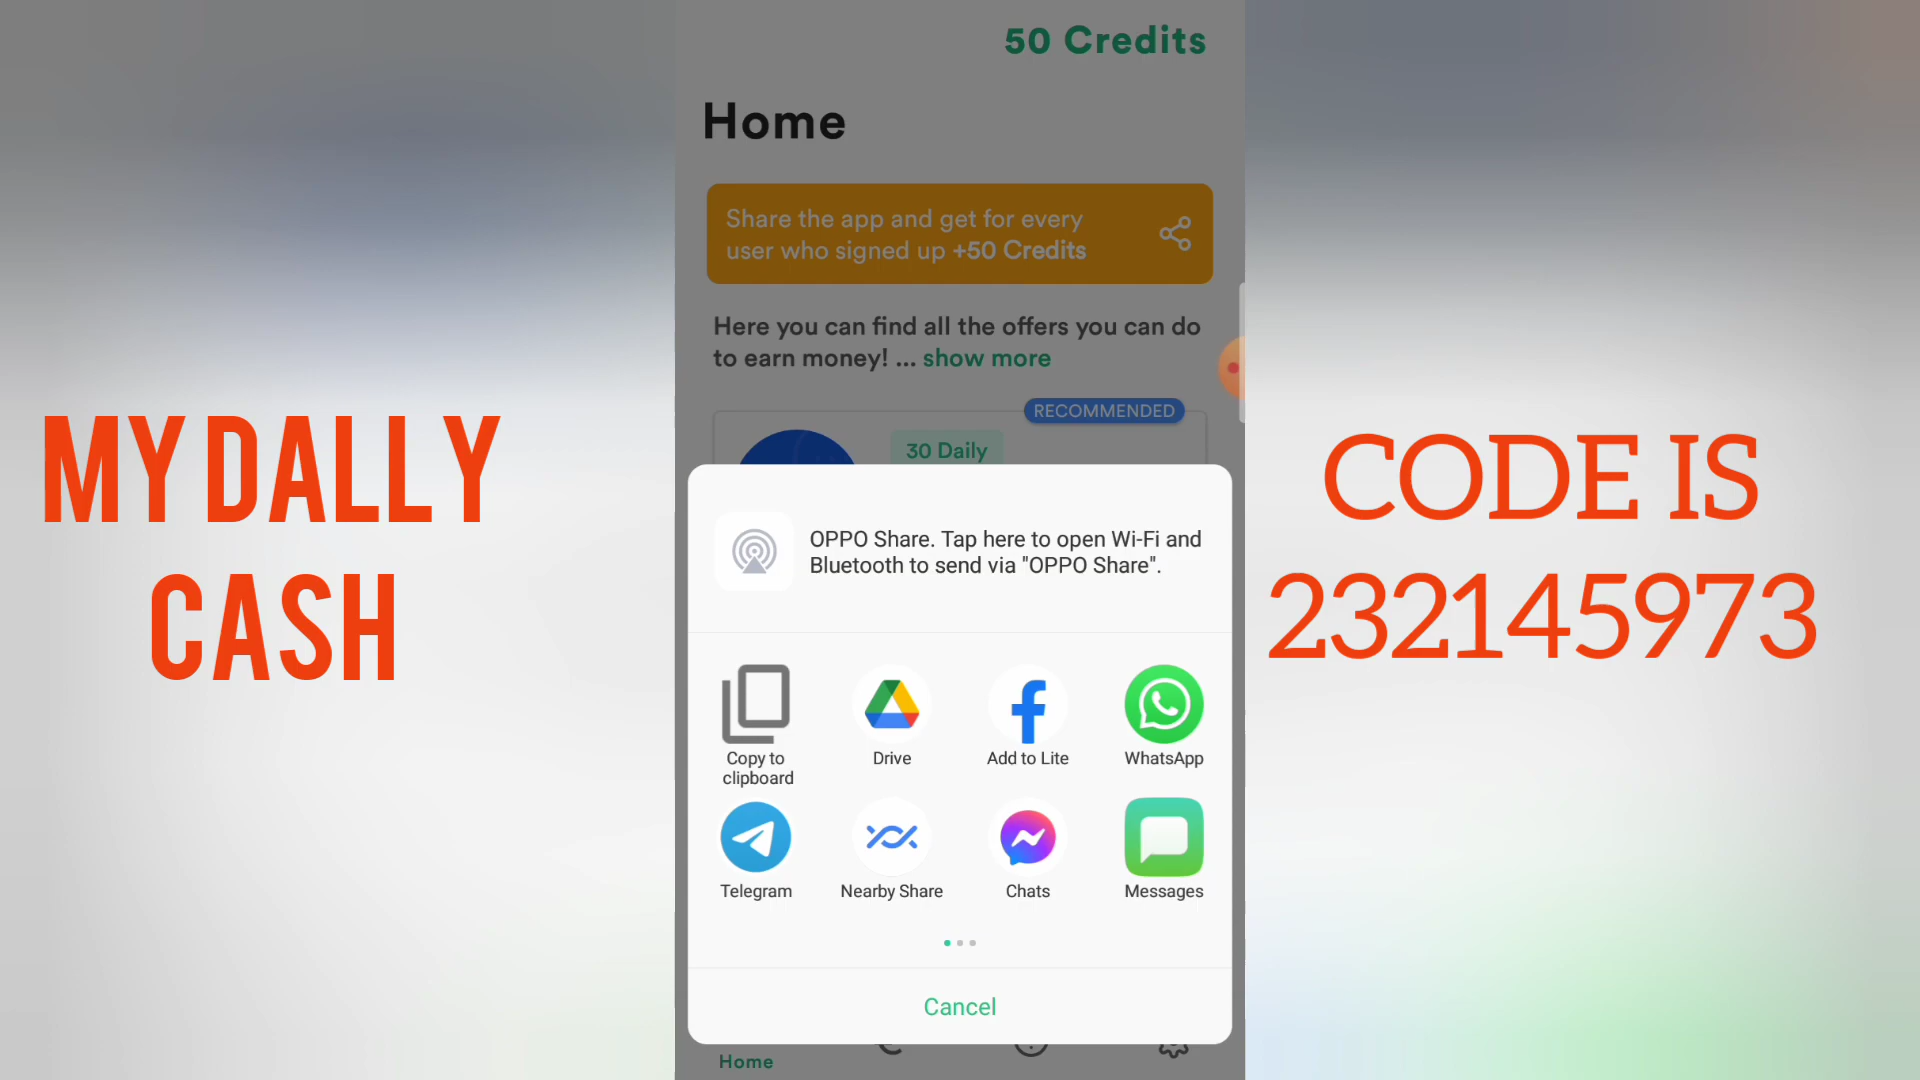 MY DALLY
CASH
50 Credits
Home
Share the app and get for every
user who signed up +50 Credits
Here you can find all the offers you can do
to earn money! ... show more
RECOMMENDED
30 Daily
OPPO Share. Tap here to open Wi-Fi and
Bluetooth to send via "OPPO Share".
Copy to
clipboard
Drive
Add to Lite
WhatsApp
Telegram
Nearby Share
Chats
Messages
Cancel
Home
CODE IS
232145973